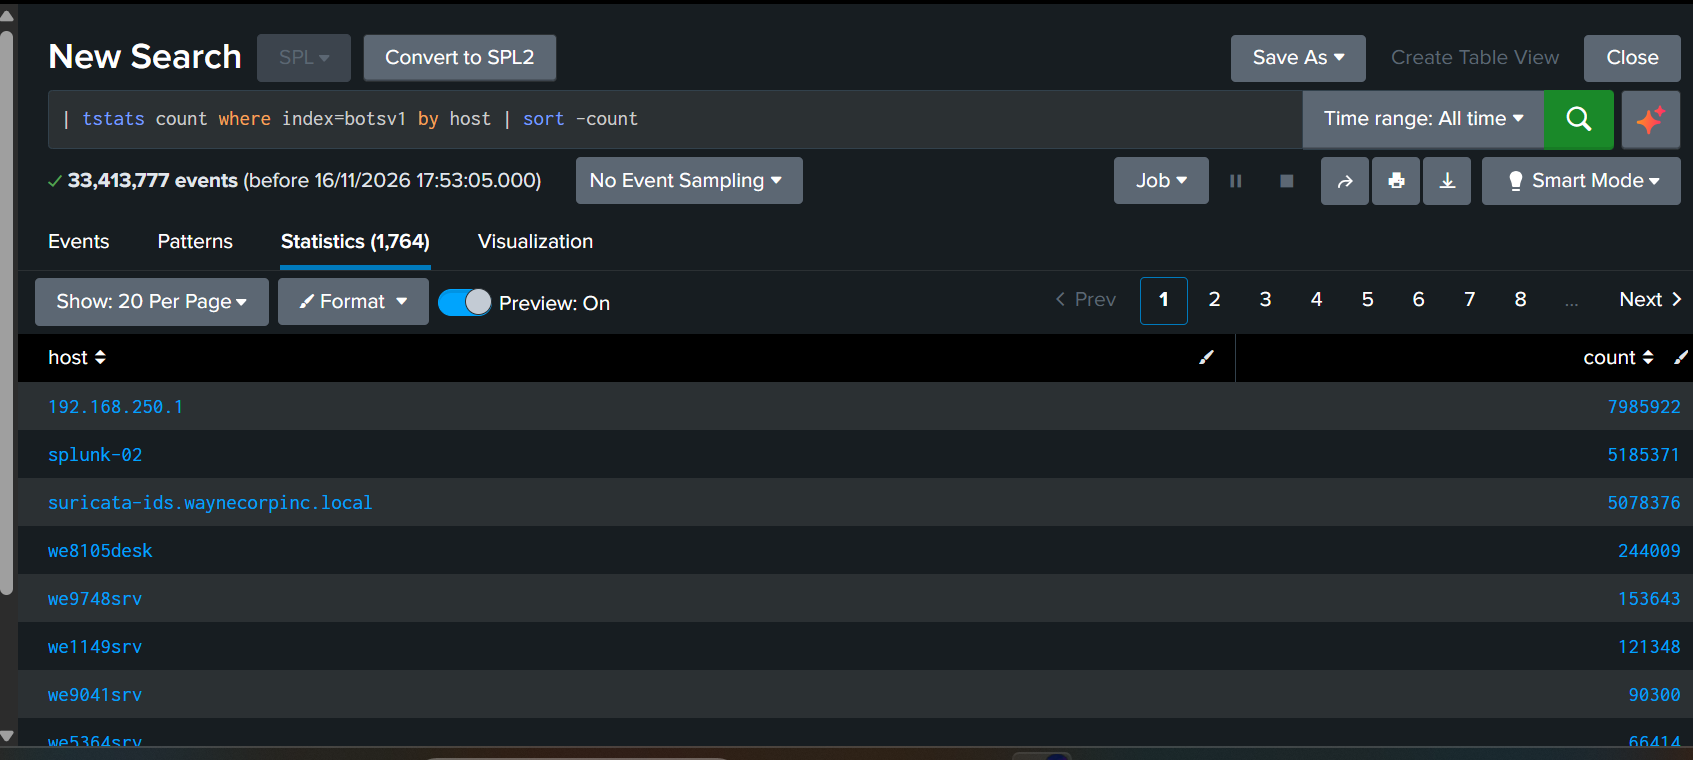 New Search SPL Convert to SPL2 Save As Create Table View Close
| tstats count where index=botsv1 by host | sort -count Time range: All time
33,413,777 events (before 16/11/2026 17:53:05.000) No Event Sampling Job Smart Mode
Events Patterns Statistics (1,764) Visualization
Show: 20 Per Page Format Preview: On Prev 1 2 3 4 5 6 7 8 ... Next
host count
192.168.250.1 7985922
splunk-02 5185371
suricata-ids.waynecorpinc.local 5078376
we8105desk 244009
we9748srv 153643
we1149srv 121348
we9041srv 90300
we5364srv 66414